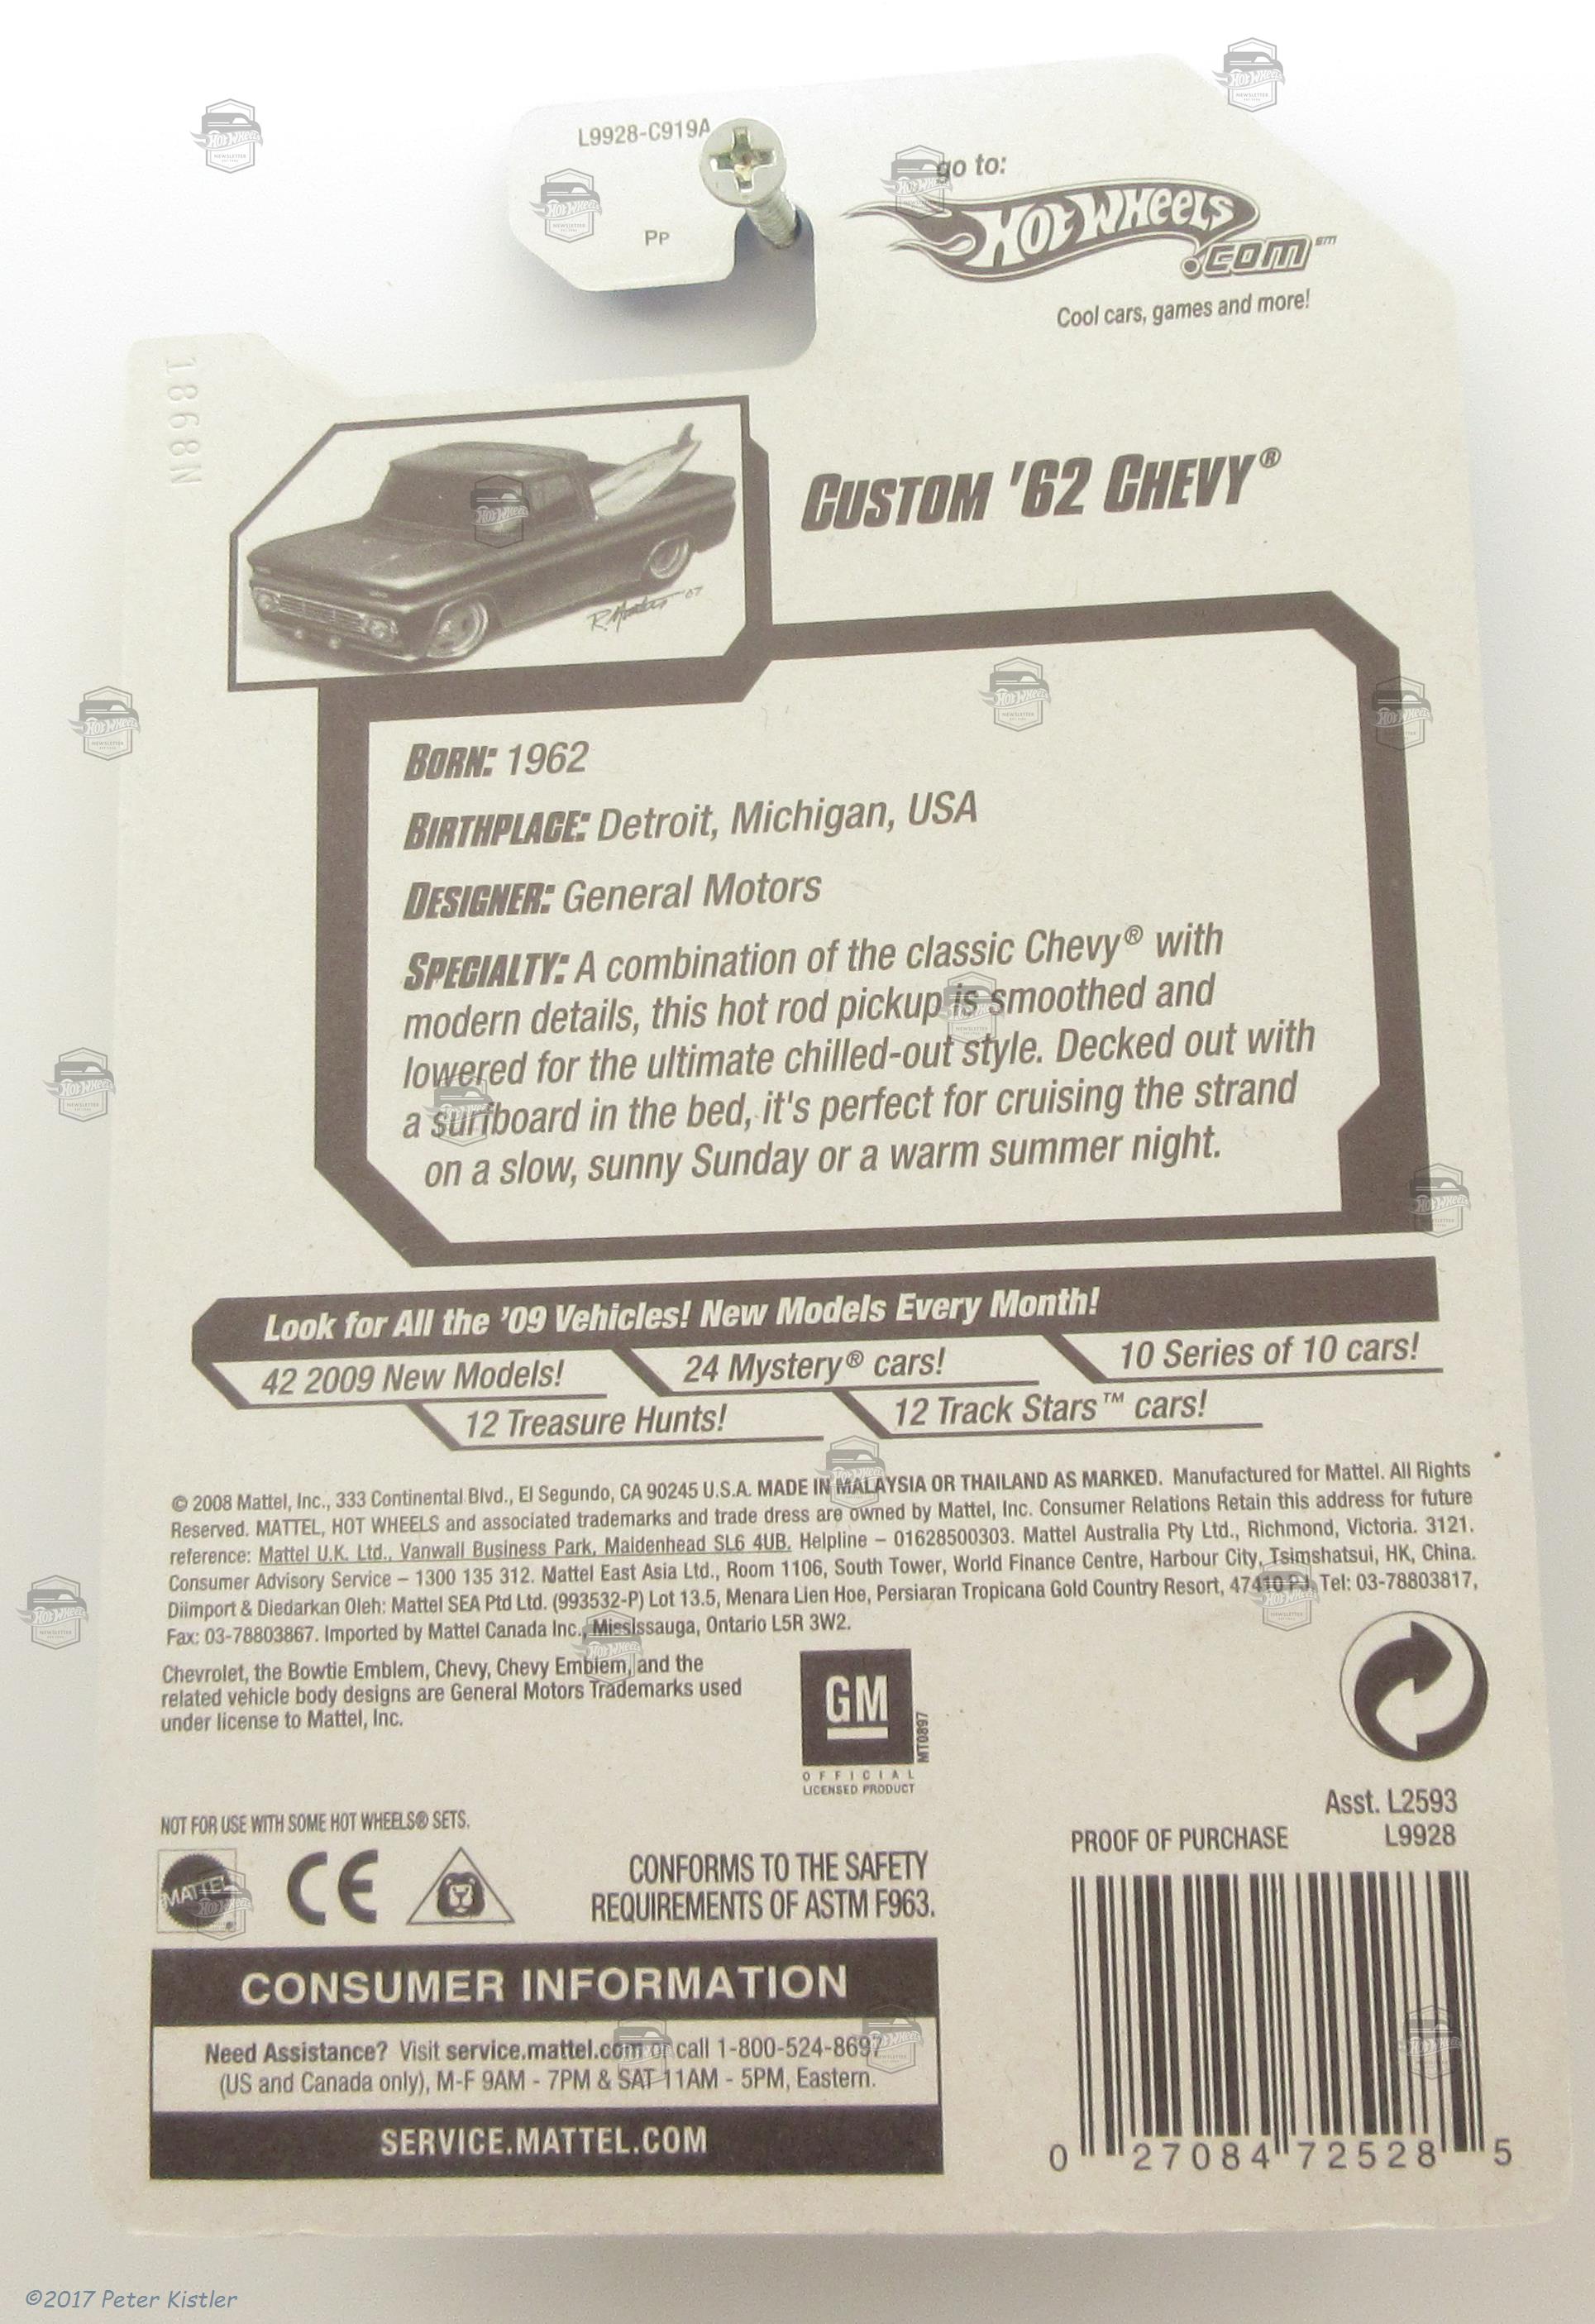 L9928-C919A
PP
go to:
HOT WHEELS
.COM℠
Cool cars, games and more!
1868N
CUSTOM '62 CHEVY®
'07
BORN: 1962
BIRTHPLACE: Detroit, Michigan, USA
DESIGNER: General Motors
SPECIALTY: A combination of the classic Chevy® with
modern details, this hot rod pickup is smoothed and
lowered for the ultimate chilled-out style. Decked out with
a surfboard in the bed, it's perfect for cruising the strand
on a slow, sunny Sunday or a warm summer night.
Look for All the '09 Vehicles! New Models Every Month!
42 2009 New Models!
24 Mystery® cars!
10 Series of 10 cars!
12 Treasure Hunts!
12 Track Stars™ cars!
© 2008 Mattel, Inc., 333 Continental Blvd., El Segundo, CA 90245 U.S.A. MADE IN MALAYSIA OR THAILAND AS MARKED. Manufactured for Mattel. All Rights
Reserved. MATTEL, HOT WHEELS and associated trademarks and trade dress are owned by Mattel, Inc. Consumer Relations Retain this address for future
reference: Mattel U.K. Ltd., Vanwall Business Park, Maidenhead SL6 4UB. Helpline – 01628500303. Mattel Australia Pty Ltd., Richmond, Victoria. 3121.
Consumer Advisory Service – 1300 135 312. Mattel East Asia Ltd., Room 1106, South Tower, World Finance Centre, Harbour City, Tsimshatsui, HK, China.
Diimport & Diedarkan Oleh: Mattel SEA Ptd Ltd. (993532-P) Lot 13.5, Menara Lien Hoe, Persiaran Tropicana Gold Country Resort, 47410 PJ. Tel: 03-78803817,
Fax: 03-78803867. Imported by Mattel Canada Inc., Mississauga, Ontario L5R 3W2.
Chevrolet, the Bowtie Emblem, Chevy, Chevy Emblem, and the
related vehicle body designs are General Motors Trademarks used
under license to Mattel, Inc.
GM
MT0897
OFFICIAL
LICENSED PRODUCT
NOT FOR USE WITH SOME HOT WHEELS® SETS.
MATTEL
CE
CONFORMS TO THE SAFETY
REQUIREMENTS OF ASTM F963.
Asst. L2593
PROOF OF PURCHASE L9928
CONSUMER INFORMATION
Need Assistance? Visit service.mattel.com or call 1-800-524-8697
(US and Canada only), M-F 9AM - 7PM & SAT 11AM - 5PM, Eastern.
SERVICE.MATTEL.COM
0 27084 72528 5
©2017 Peter Kistler